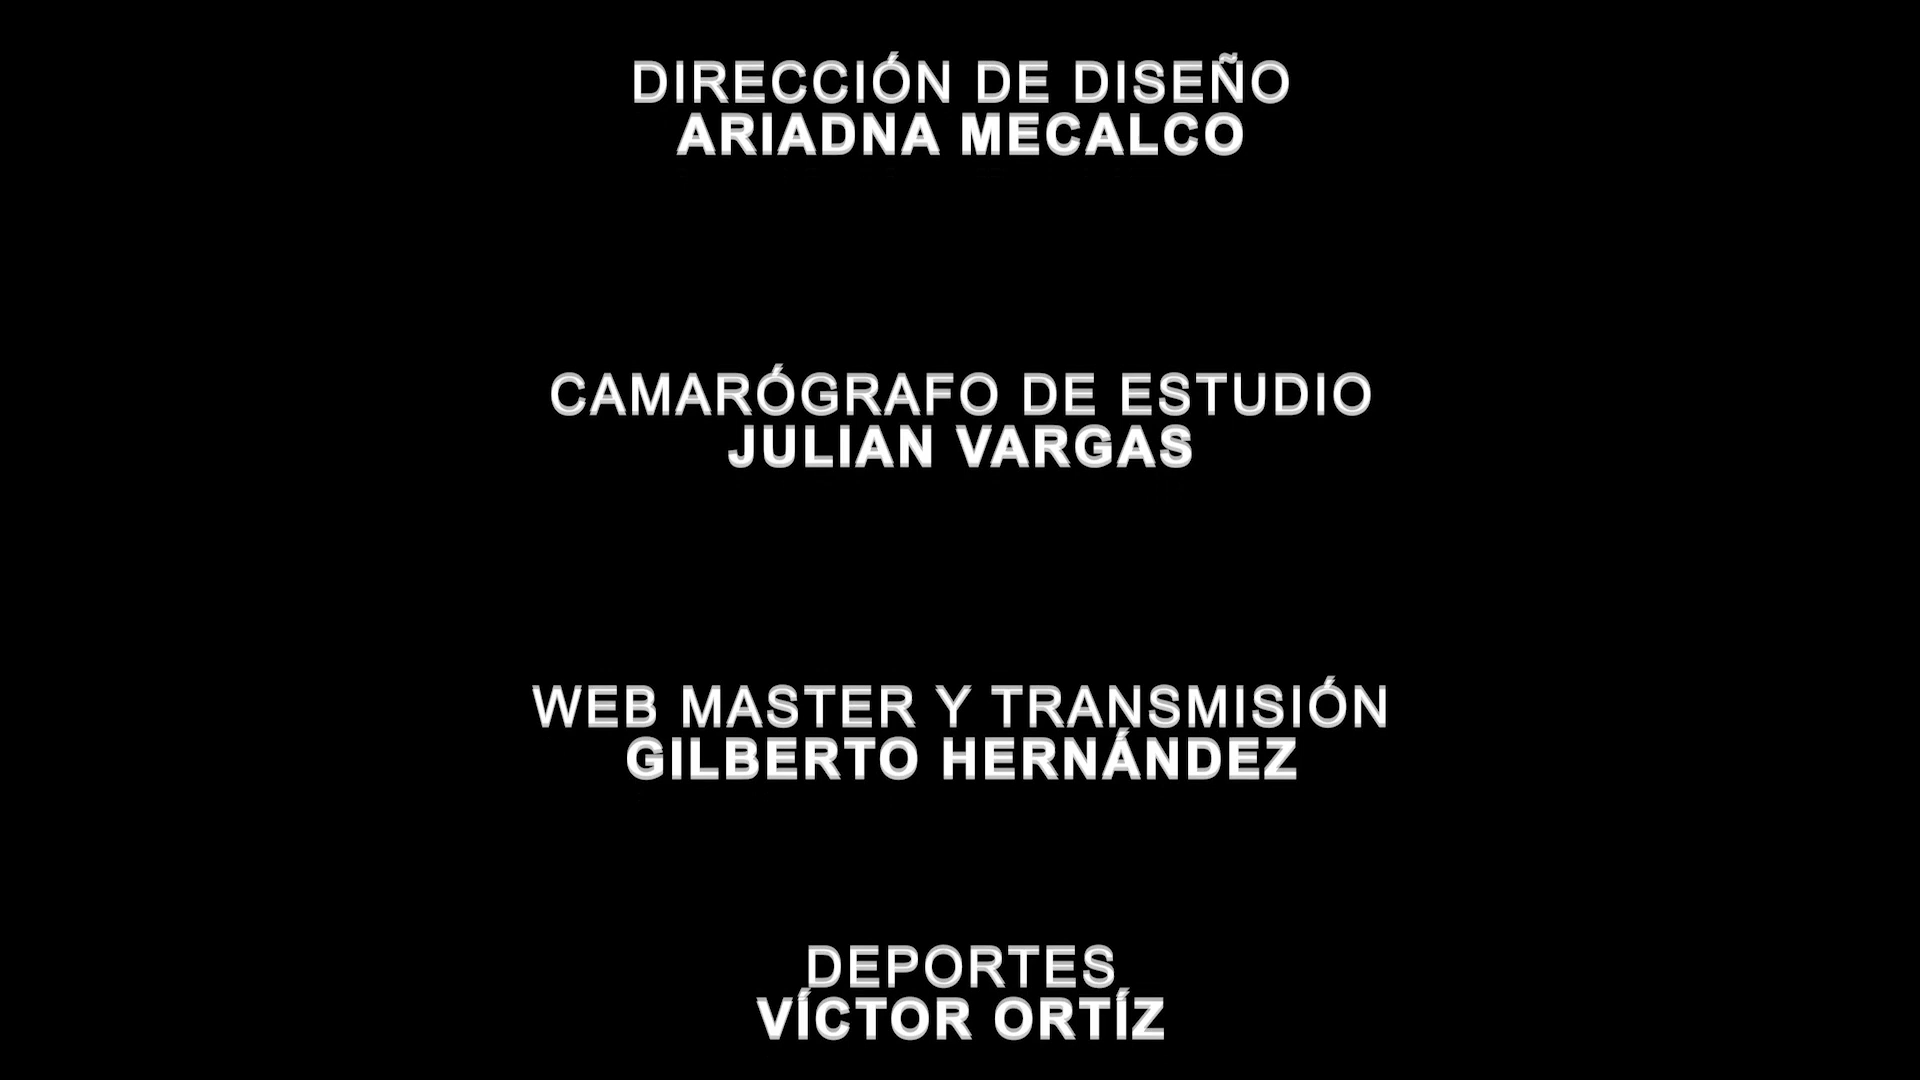 DIRECCIÓN DE DISEÑO
ARIADNA MECALCO
CAMARÓGRAFO DE ESTUDIO
JULIAN VARGAS
WEB MASTER Y TRANSMISIÓN
GILBERTO HERNÁNDEZ
DEPORTES
VÍCTOR ORTÍZ